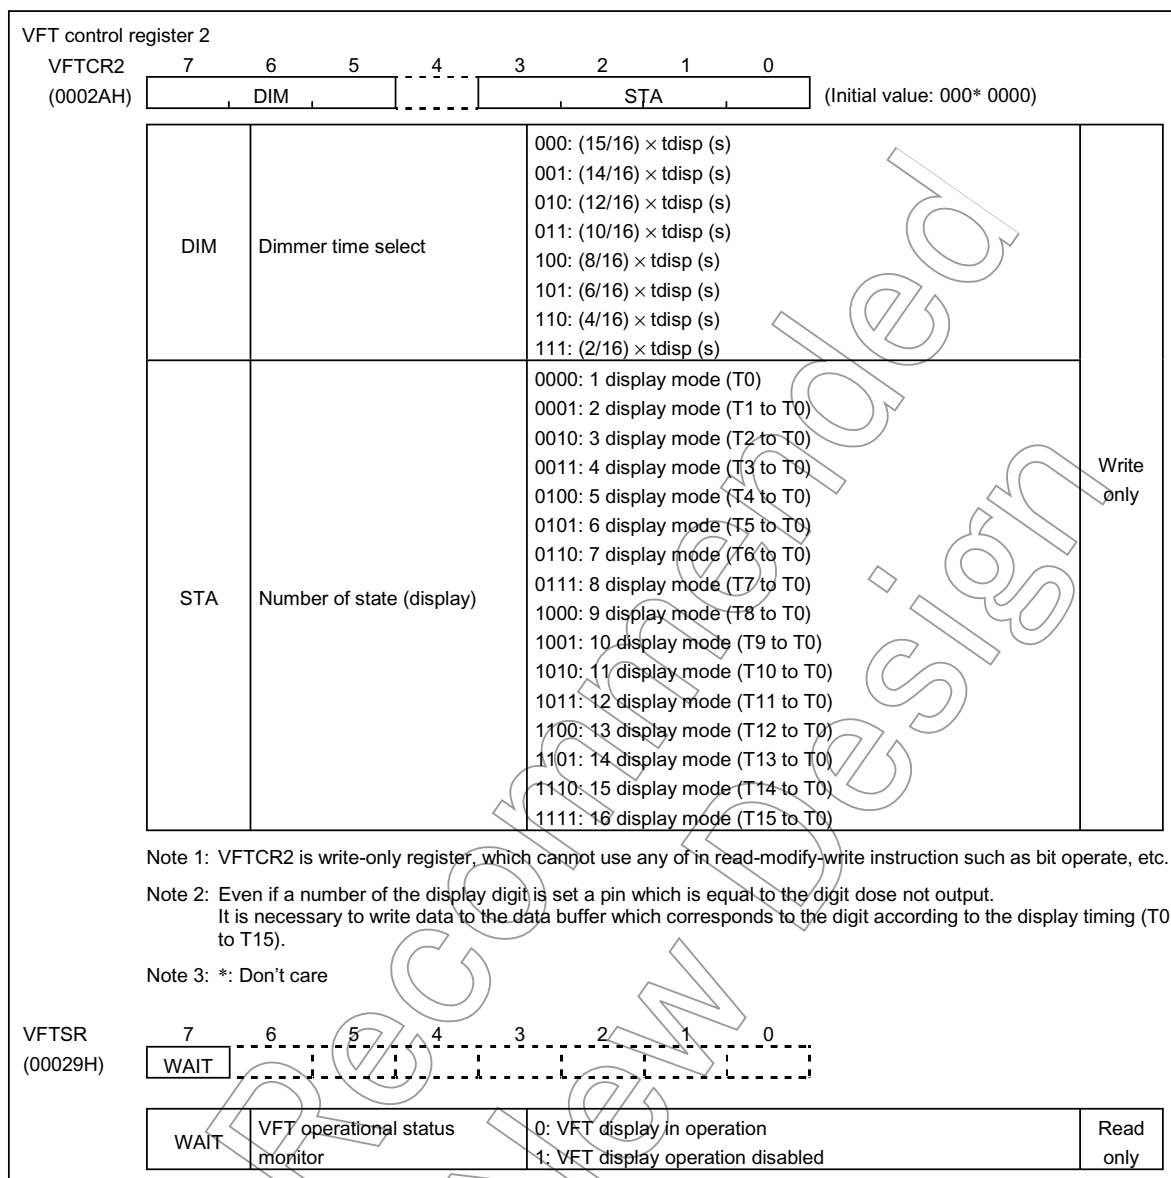 VFT control register 2
VFTCR2 7 6 5 4 3 2 1 0
(0002AH) DIM STA (Initial value: 000* 0000)
000: (15/16) × tdisp (s)
001: (14/16) × tdisp (s)
010: (12/16) × tdisp (s)
011: (10/16) × tdisp (s)
DIM Dimmer time select
100: (8/16) × tdisp (s)
101: (6/16) × tdisp (s)
110: (4/16) × tdisp (s)
111: (2/16) × tdisp (s)
0000: 1 display mode (T0)
0001: 2 display mode (T1 to T0)
0010: 3 display mode (T2 to T0)
0011: 4 display mode (T3 to T0)
0100: 5 display mode (T4 to T0)
0101: 6 display mode (T5 to T0)
0110: 7 display mode (T6 to T0)
0111: 8 display mode (T7 to T0)
STA Number of state (display)
1000: 9 display mode (T8 to T0)
1001: 10 display mode (T9 to T0)
1010: 11 display mode (T10 to T0)
1011: 12 display mode (T11 to T0)
1100: 13 display mode (T12 to T0)
1101: 14 display mode (T13 to T0)
1110: 15 display mode (T14 to T0)
1111: 16 display mode (T15 to T0)
Write
only
Note 1: VFTCR2 is write-only register, which cannot use any of in read-modify-write instruction such as bit operate, etc.
Note 2: Even if a number of the display digit is set a pin which is equal to the digit dose not output.
It is necessary to write data to the data buffer which corresponds to the digit according to the display timing (T0
to T15).
Note 3: *: Don't care
VFTSR 7 6 5 4 3 2 1 0
(00029H) WAIT
WAIT VFT operational status
monitor
0: VFT display in operation
1: VFT display operation disabled
Read
only
Recommended
New Design